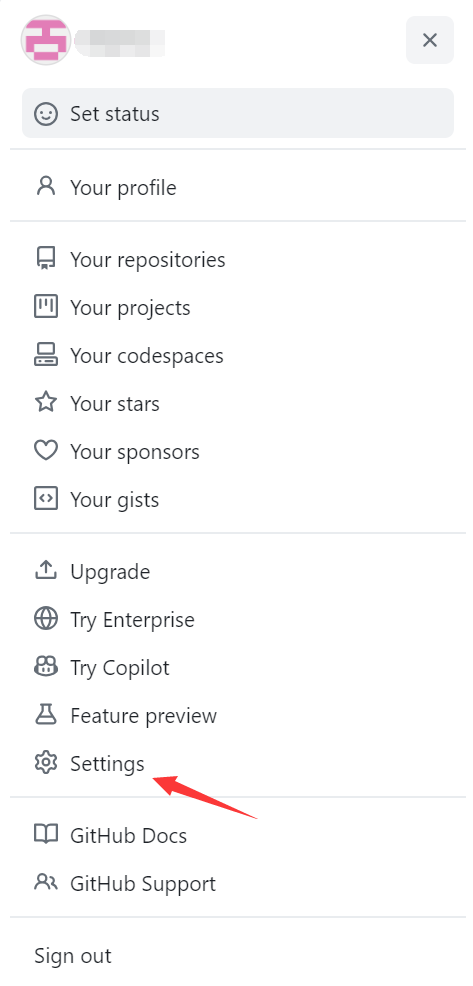 Set status
Your profile
Your repositories
Your projects
Your codespaces
Your stars
Your sponsors
Your gists
Upgrade
Try Enterprise
Try Copilot
Feature preview
Settings
GitHub Docs
GitHub Support
Sign out